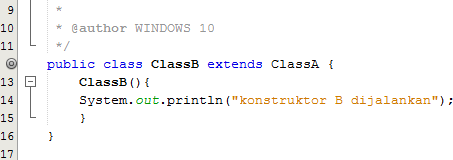 9 *
10 * @author WINDOWS 10
11 */
public class ClassB extends ClassA {
13 ClassB(){
14 System.out.println("konstruktor B dijalankan");
15 }
16 }
17